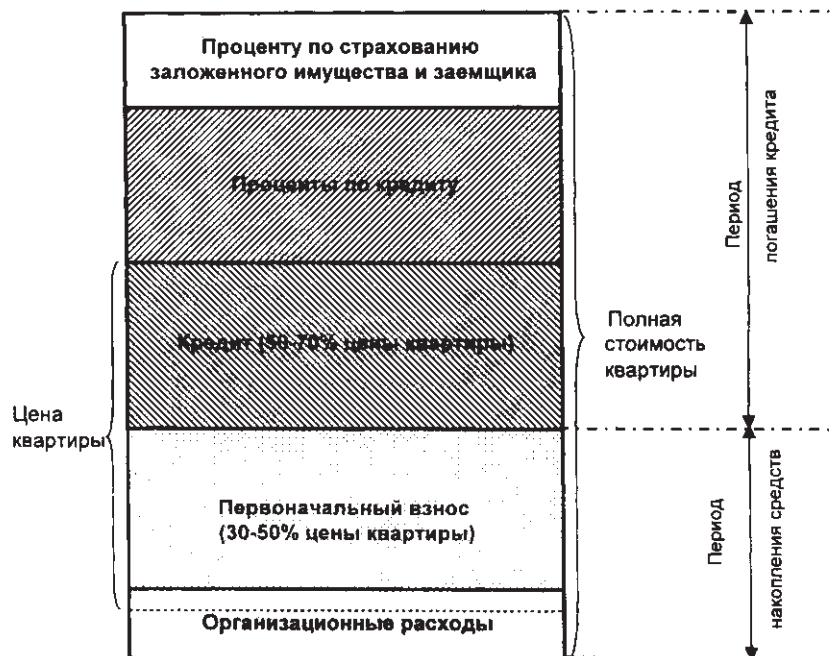 Проценту по страхованию
заложенного имущества и заемщика
Проценты по кредиту
Кредит (50-70% цены квартиры)
Первоначальный взнос
(30-50% цены квартиры)
Организационные расходы
Цена
квартиры
Полная
стоимость
квартиры
Период
погашения кредита
Период
накопления средств